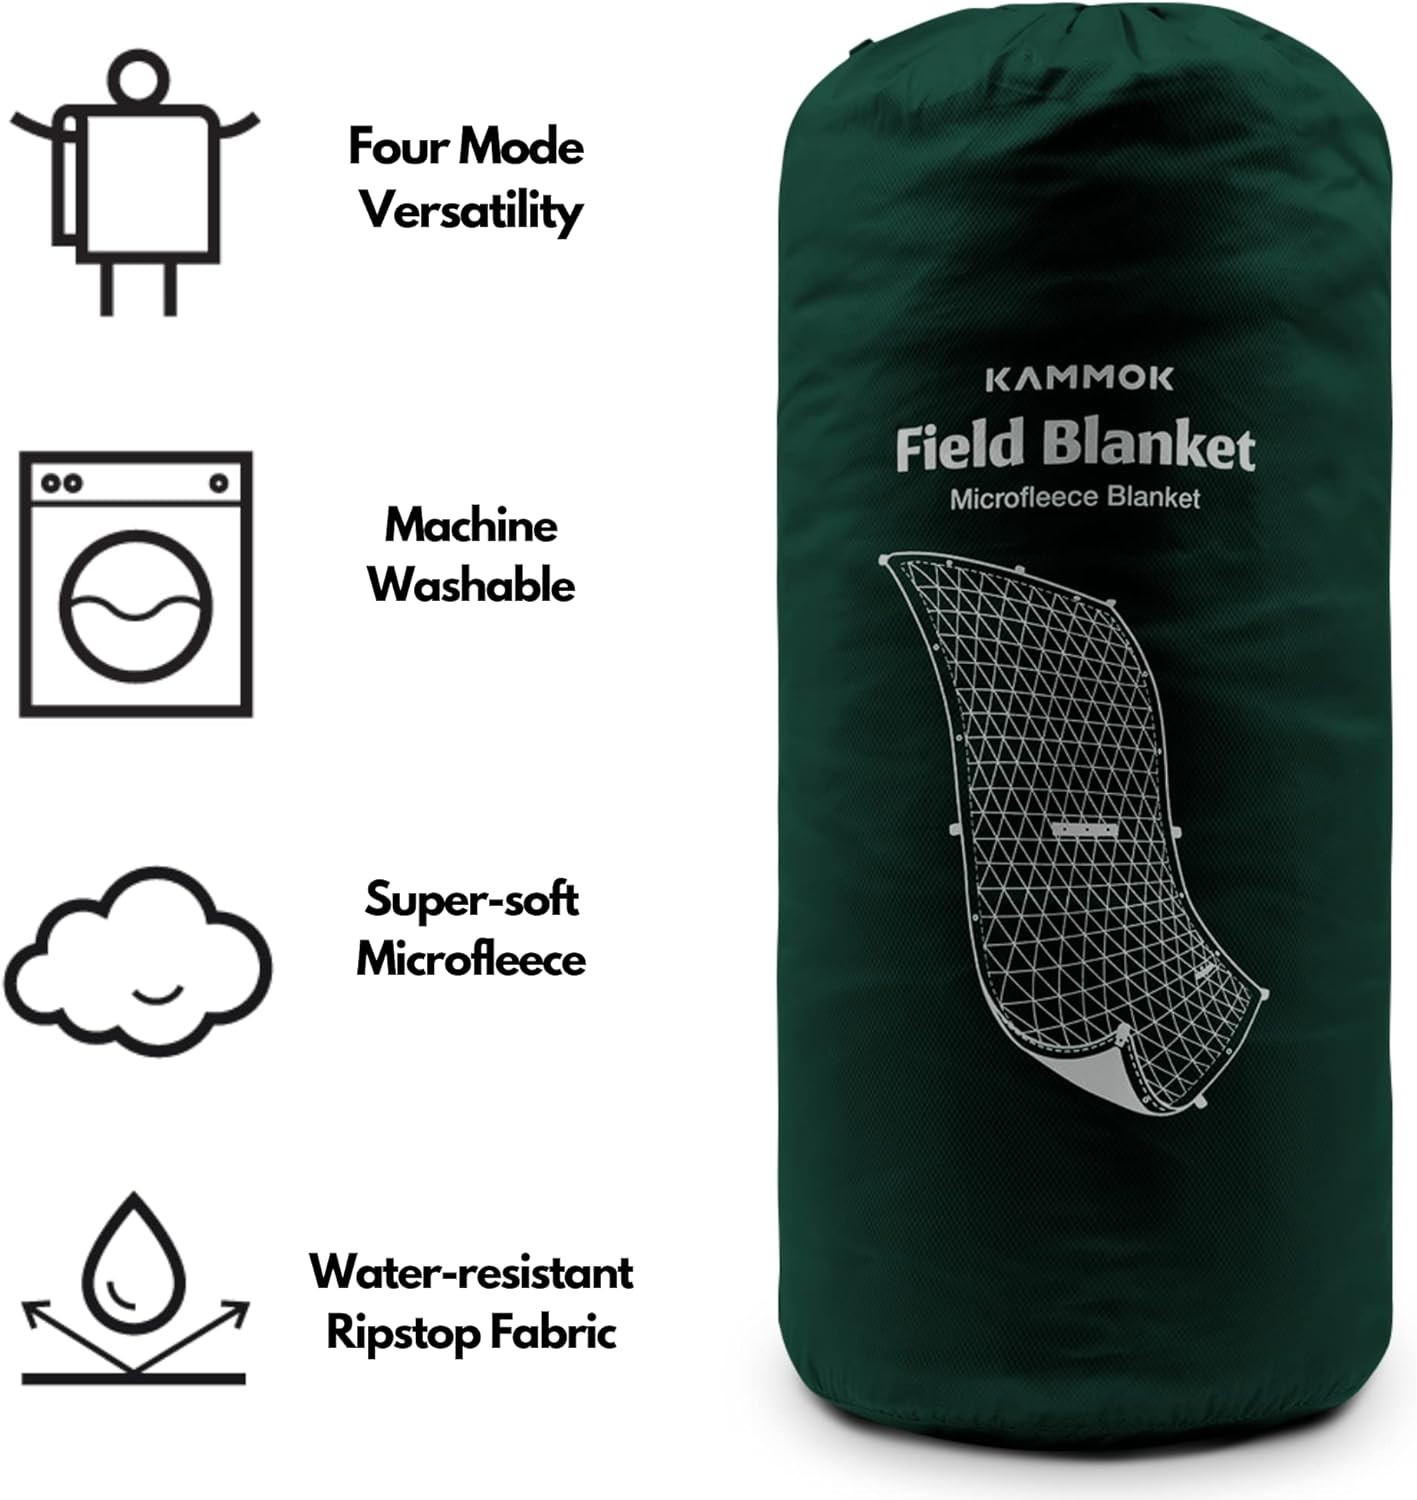 Four Mode
Versatility
Machine
Washable
Super-soft
Microfleece
Water-resistant
Ripstop Fabric
KAMMOK
Field Blanket
Microfleece Blanket